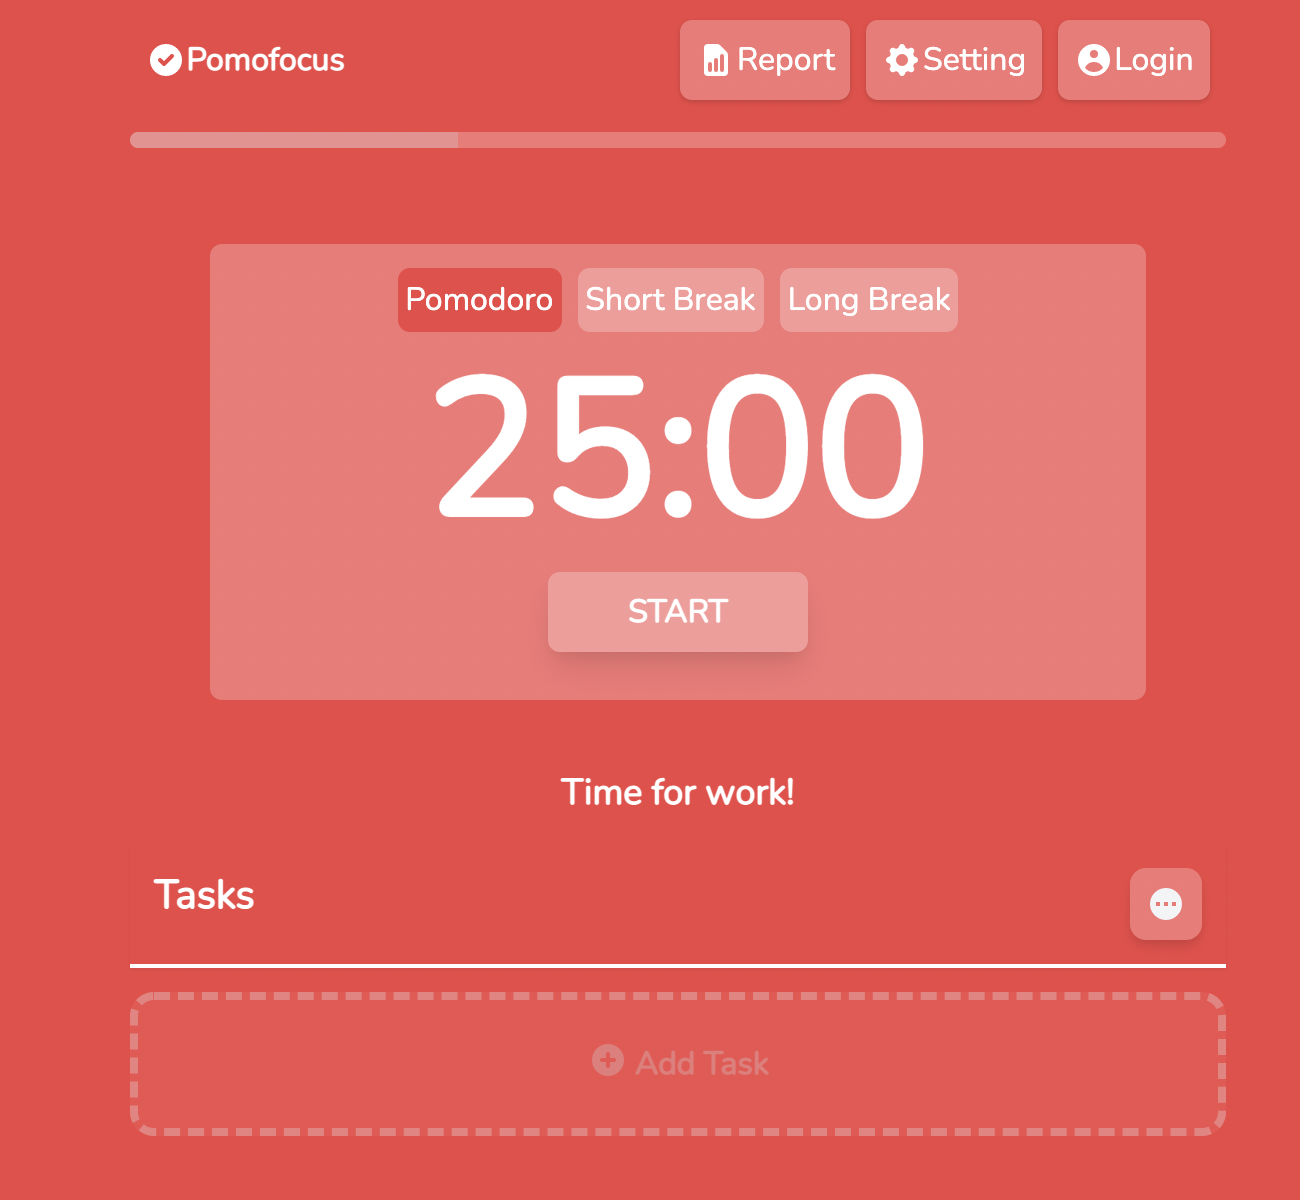 Pomofocus
Report
Setting
Login
Pomodoro
Short Break
Long Break
25:00
START
Time for work!
Tasks
Add Task